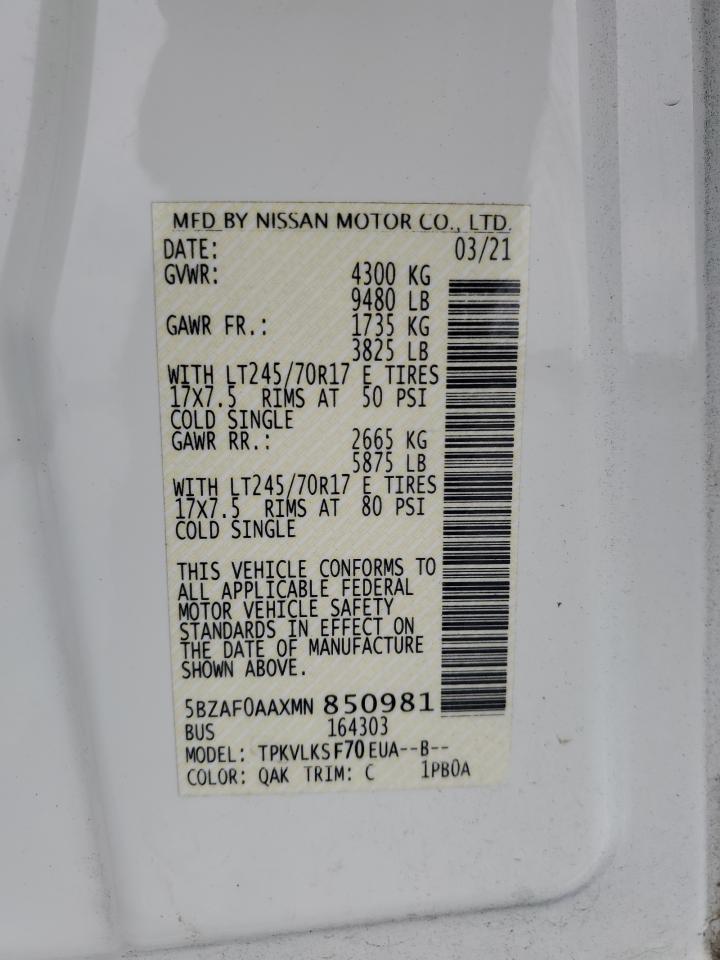 MFD BY NISSAN MOTOR CO., LTD.
DATE: 03/21
GVWR: 4300 KG
9480 LB
GAWR FR.: 1735 KG
3825 LB
WITH LT245/70R17 E TIRES
17X7.5 RIMS AT 50 PSI
COLD SINGLE
GAWR RR.: 2665 KG
5875 LB
WITH LT245/70R17 E TIRES
17X7.5 RIMS AT 80 PSI
COLD SINGLE
THIS VEHICLE CONFORMS TO
ALL APPLICABLE FEDERAL
MOTOR VEHICLE SAFETY
STANDARDS IN EFFECT ON
THE DATE OF MANUFACTURE
SHOWN ABOVE.
5BZAF0AAXMN 850981
BUS 164303
MODEL: TPKVLKSF70EUA--B--
COLOR: QAK TRIM: C 1PB0A